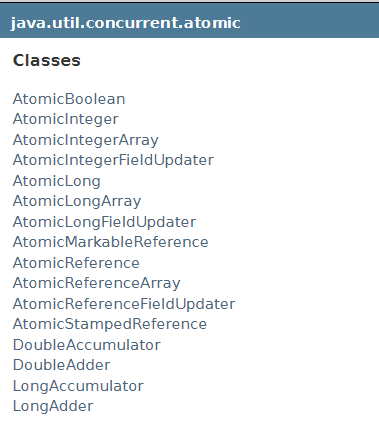 java.util.concurrent.atomic
Classes
AtomicBoolean
AtomicInteger
AtomicIntegerArray
AtomicIntegerFieldUpdater
AtomicLong
AtomicLongArray
AtomicLongFieldUpdater
AtomicMarkableReference
AtomicReference
AtomicReferenceArray
AtomicReferenceFieldUpdater
AtomicStampedReference
DoubleAccumulator
DoubleAdder
LongAccumulator
LongAdder